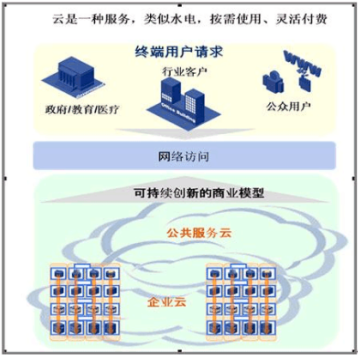 云是一种服务，类似水电，按需使用、灵活付费
终端用户请求
行业客户
WWW
Office Building
政府/教育/医疗
公众用户
网络访问
可持续创新的商业模型
公共服务云
企业云